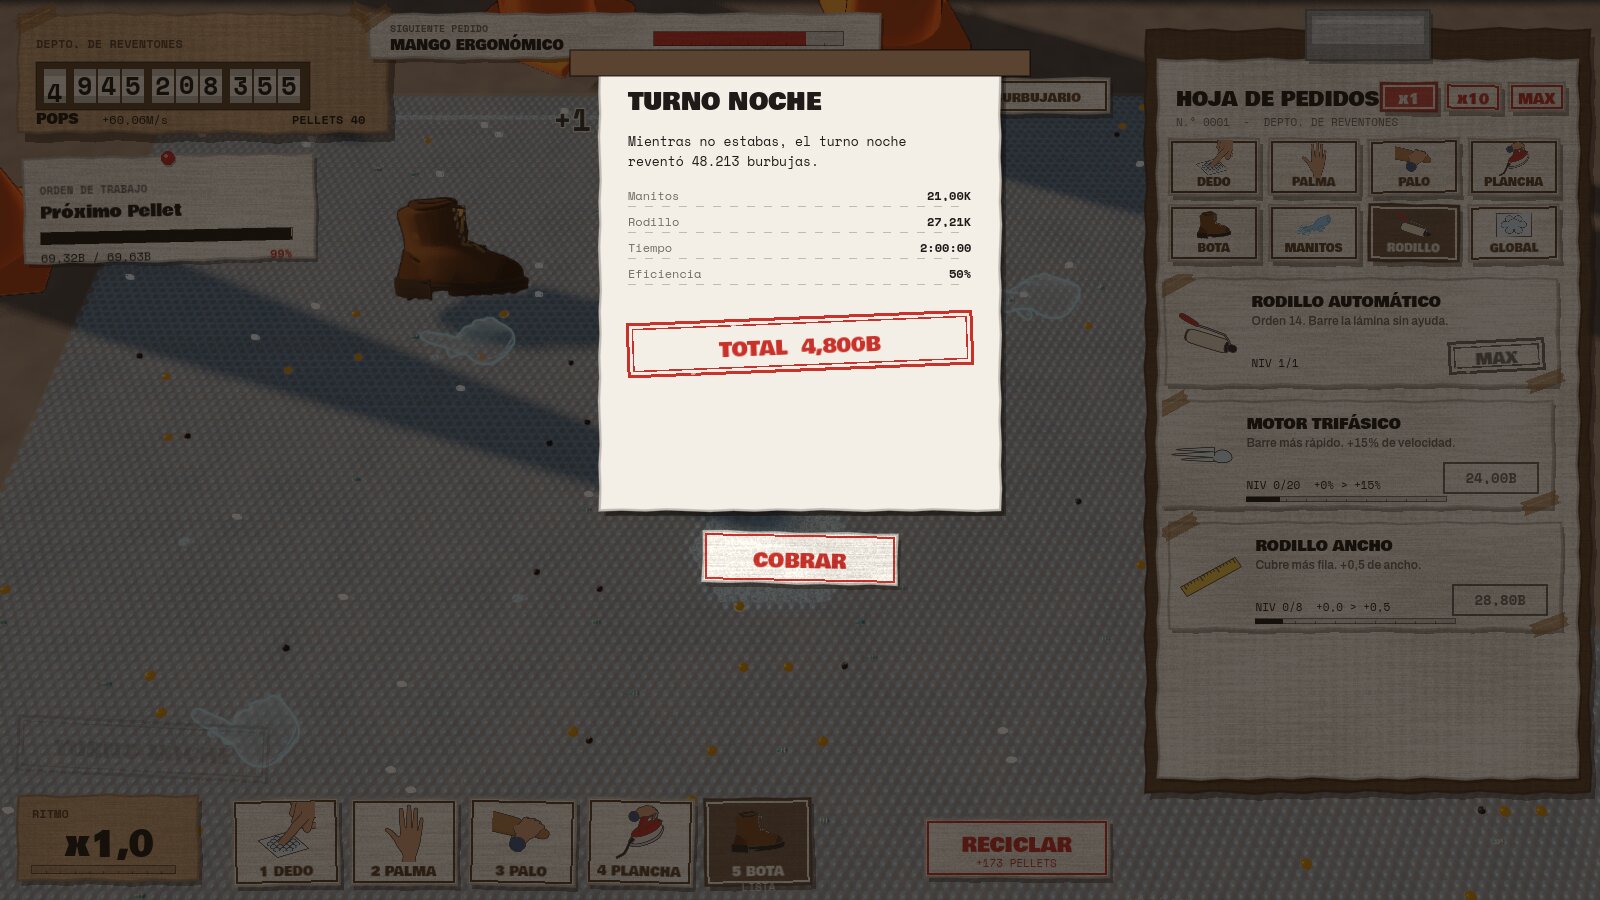 DEPTO. DE REVENTONES
4 945 208 355
POPS +60,06M/s PELLETS 40
SIGUIENTE PEDIDO
MANGO ERGONÓMICO
+1
ORDEN DE TRABAJO
Próximo Pellet
69,32B / 69,63B 99%
TURNO NOCHE
Mientras no estabas, el turno noche
reventó 48.213 burbujas.
Manitos 21,00K
Rodillo 27,21K
Tiempo 2:00:00
Eficiencia 50%
TOTAL 4,800B
COBRAR
HOJA DE PEDIDOS x1 x10 MAX
N.° 0001 - DEPTO. DE REVENTONES
DEDO PALMA PALO PLANCHA
BOTA MANITOS RODILLO GLOBAL
RODILLO AUTOMÁTICO
Orden 14. Barre la lámina sin ayuda.
NIV 1/1 MAX
MOTOR TRIFÁSICO
Barre más rápido. +15% de velocidad.
NIV 0/20 +0% > +15% 24,00B
RODILLO ANCHO
Cubre más fila. +0,5 de ancho.
NIV 0/8 +0,0 > +0,5 28,80B
RITMO
x1,0
1 DEDO 2 PALMA 3 PALO 4 PLANCHA 5 BOTA
LISTA
RECICLAR
+173 PELLETS